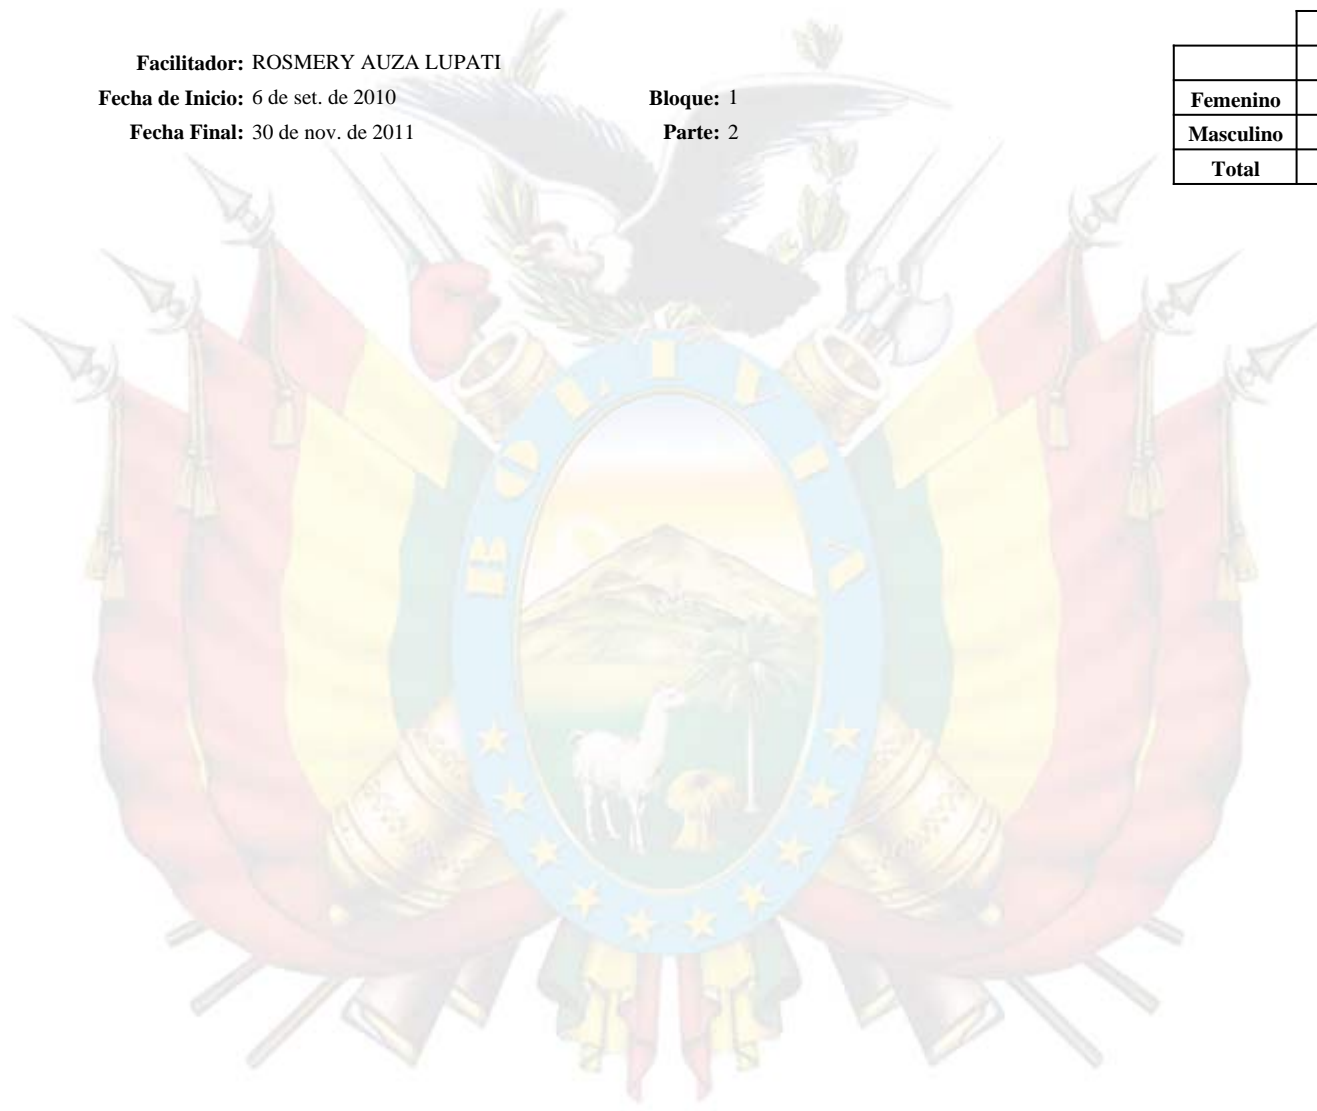 Facilitador: ROSMERY AUZA LUPATI
Fecha de Inicio: 6 de set. de 2010 Bloque: 1
Fecha Final: 30 de nov. de 2011 Parte: 2
Femenino
Masculino
Total
BOLIVIA